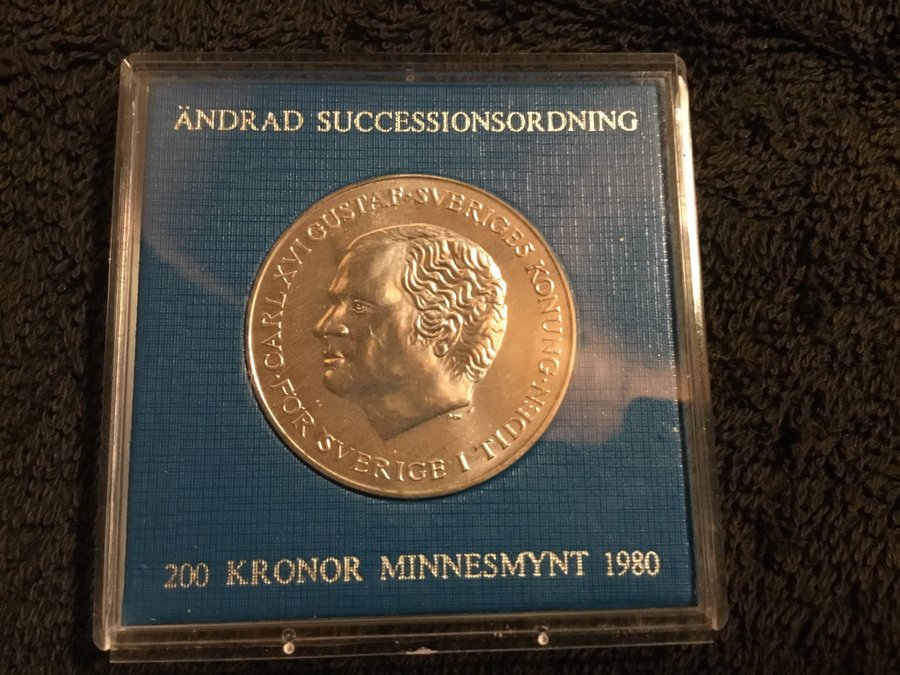 ÄNDRAD SUCCESSIONSORDNING
CARL XVI GUSTAF·SVERIGES KONUNG·
FÖR SVERIGE I TIDEN·
200 KRONOR MINNESMYNT 1980